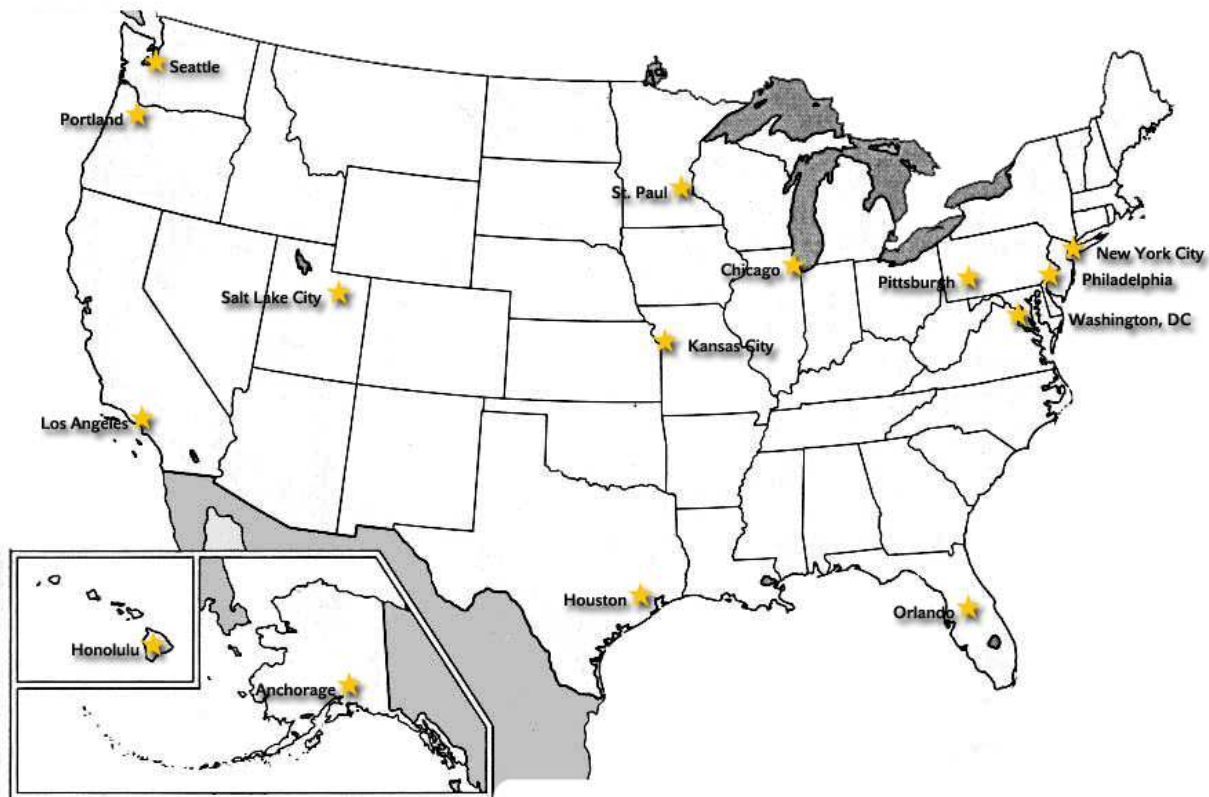 Seattle
Portland
St. Paul
New York City
Chicago
Pittsburgh
Philadelphia
Salt Lake City
Washington, DC
Kansas City
Los Angeles
Houston
Orlando
Honolulu
Anchorage